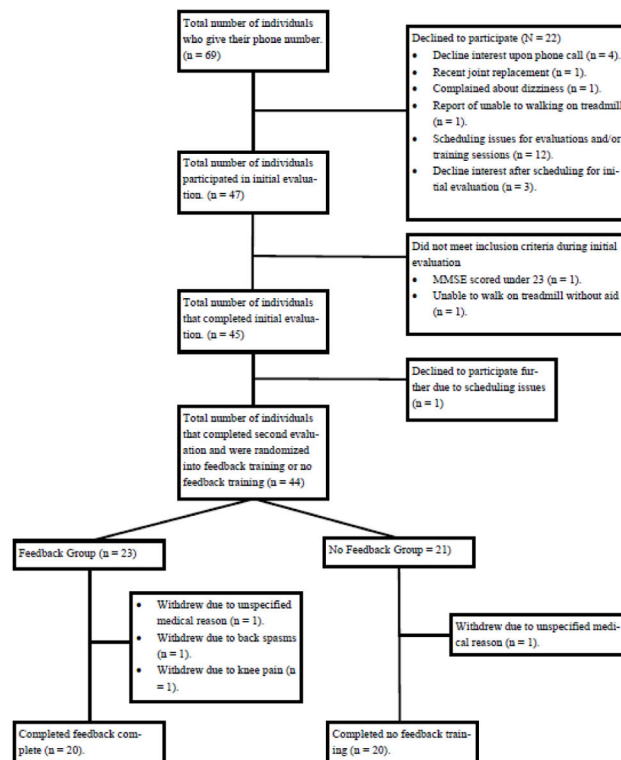 Total number of individuals
who give their phone number.
(n = 69)
Declined to participate (N = 22)
• Decline interest upon phone call (n = 4).
• Recent joint replacement (n = 1).
• Complained about dizziness (n = 1).
• Report of unable to walking on treadmill
(n = 1).
• Scheduling issues for evaluations and/or
training sessions (n = 12).
• Decline interest after scheduling for ini-
tial evaluation (n = 3).
Total number of individuals
participated in initial evalua-
tion. (n = 47)
Did not meet inclusion criteria during initial
evaluation
• MMSE scored under 23 (n = 1).
• Unable to walk on treadmill without aid
(n = 1).
Total number of individuals
that completed initial evalua-
tion. (n = 45)
Declined to participate fur-
ther due to scheduling issues
(n = 1)
Total number of individuals
that completed second evalu-
ation and were randomized
into feedback training or no
feedback training (n = 44)
Feedback Group (n = 23)
No Feedback Group = 21)
• Withdrew due to unspecified
medical reason (n = 1).
• Withdrew due to back spasms
(n = 1).
• Withdrew due to knee pain (n
= 1).
Withdrew due to unspecified medi-
cal reason (n = 1).
Completed feedback com-
plete (n = 20).
Completed no feedback train-
ing (n = 20).